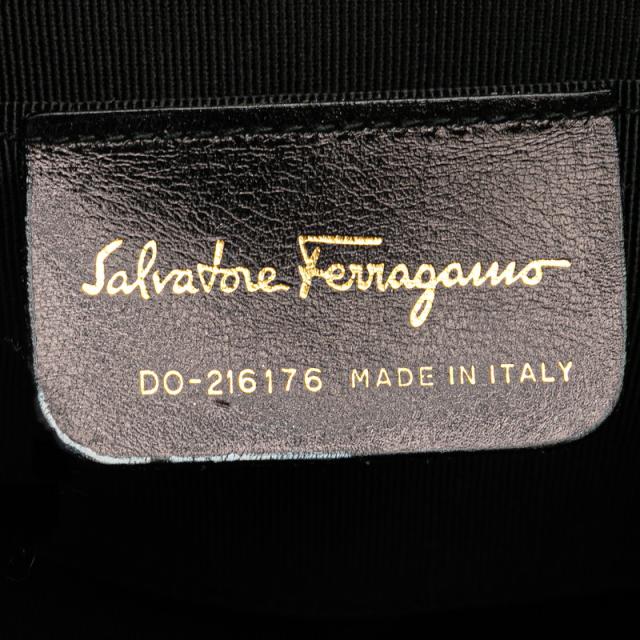 Salvatore Ferragamo
DO-216176 MADE IN ITALY